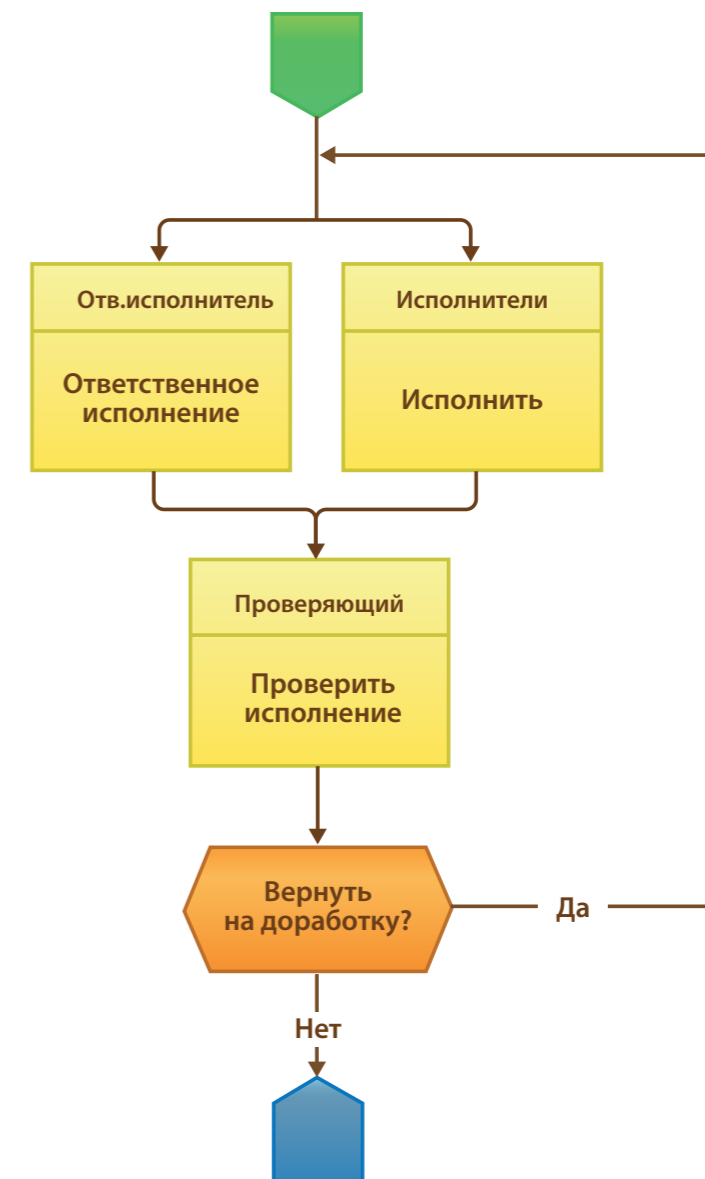 Отв.исполнитель
Ответственное
исполнение
Исполнители
Исполнить
Проверяющий
Проверить
исполнение
Вернуть
на доработку?
Да
Нет